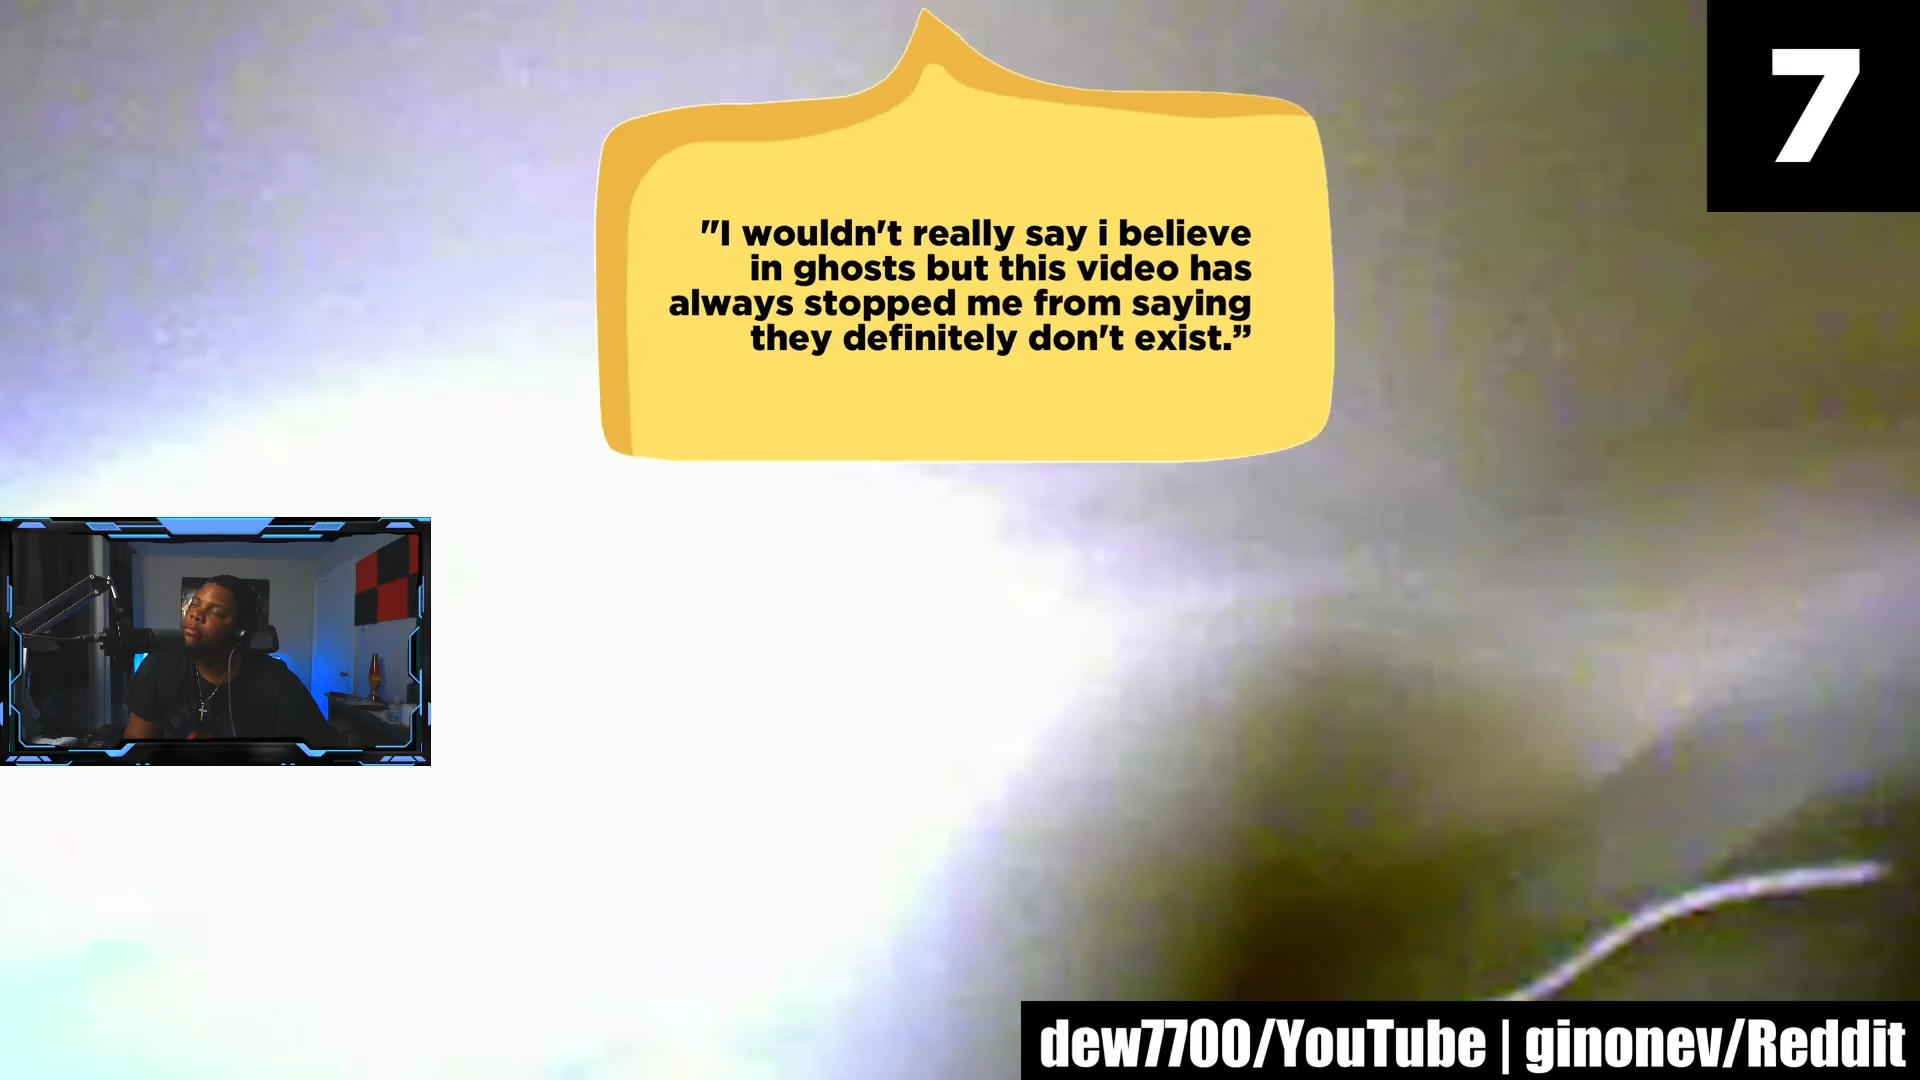 7
"I wouldn't really say i believe
in ghosts but this video has
always stopped me from saying
they definitely don't exist.”
dew7700/YouTube | ginonev/Reddit